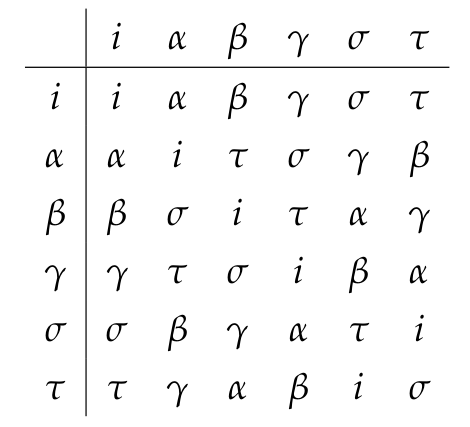 i α β γ σ τ
i i α β γ σ τ
α α i τ σ γ β
β β σ i τ α γ
γ γ τ σ i β α
σ σ β γ α τ i
τ τ γ α β i σ